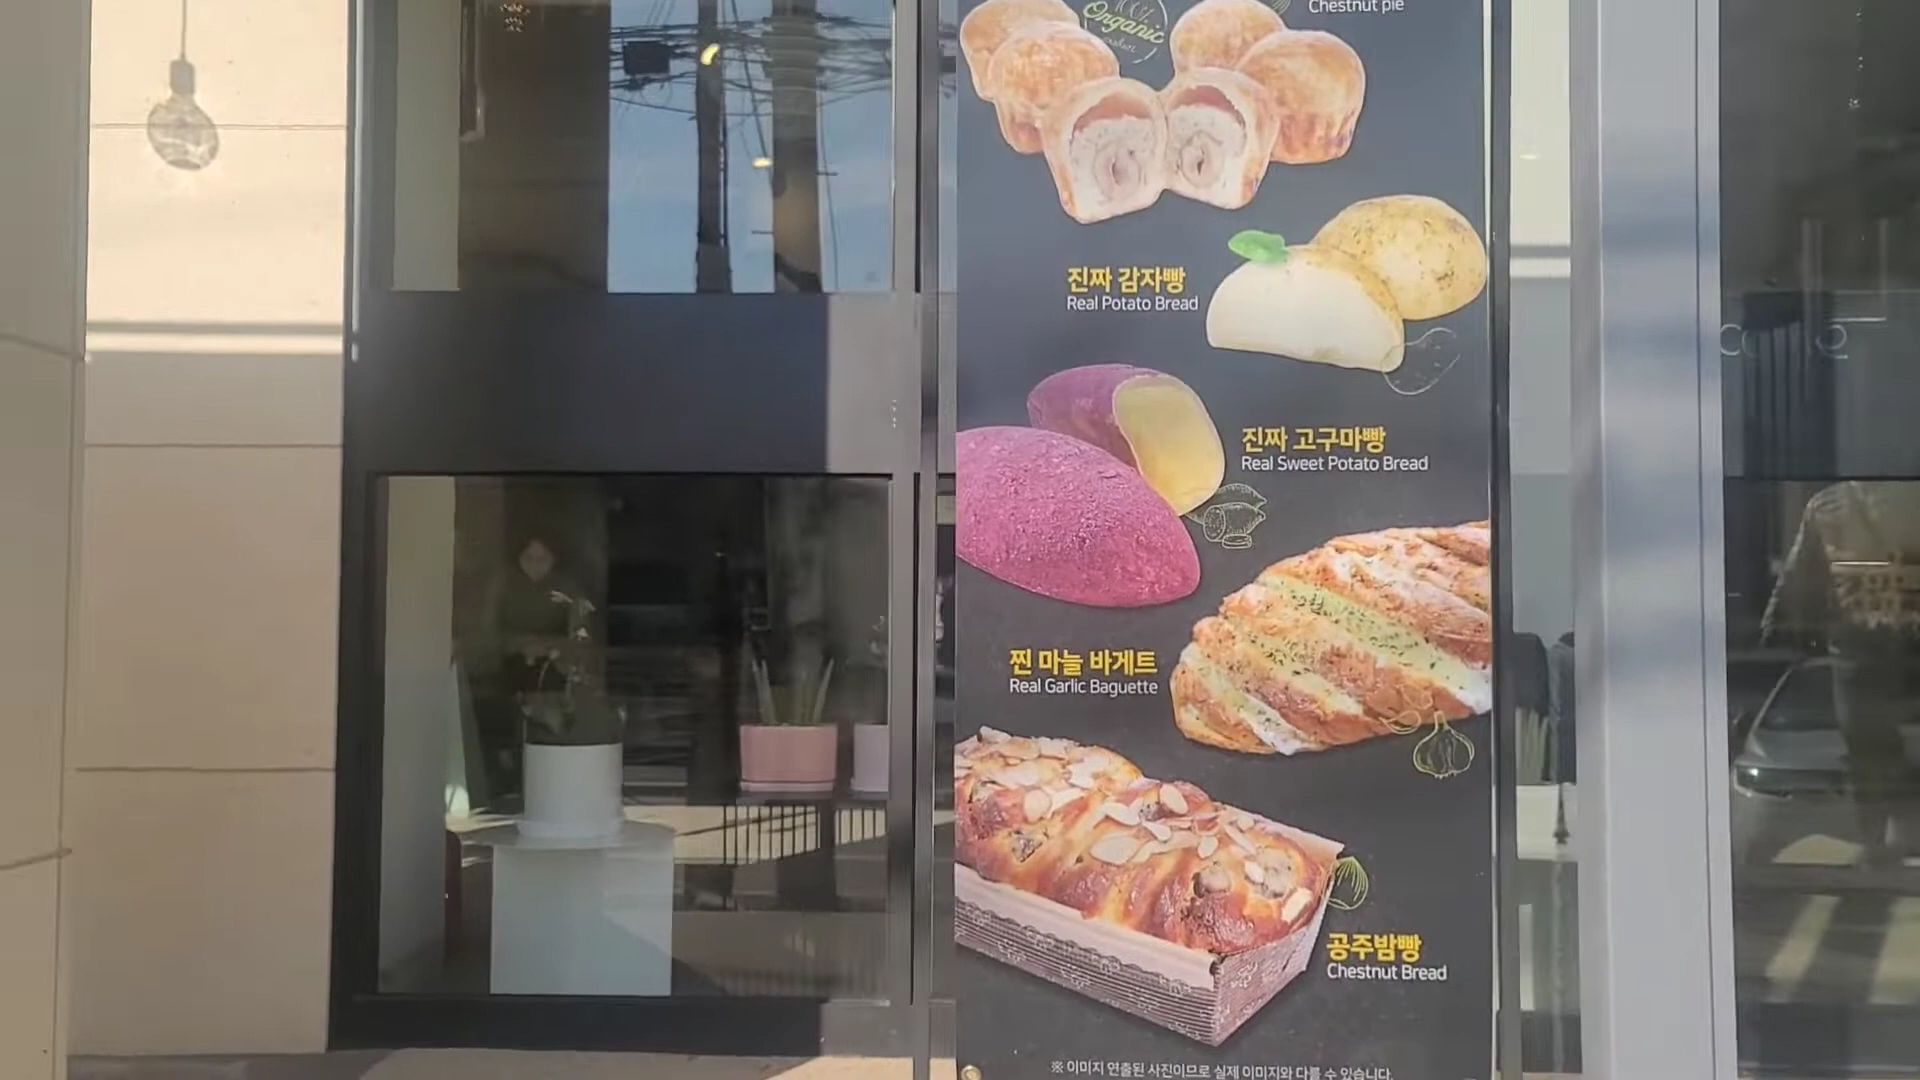 Chestnut pie
100%
Organic
진짜 감자빵
Real Potato Bread
진짜 고구마빵
Real Sweet Potato Bread
찐 마늘 바게트
Real Garlic Baguette
공주밤빵
Chestnut Bread
※ 이미지 연출된 사진이므로 실제 이미지와 다를 수 있습니다.